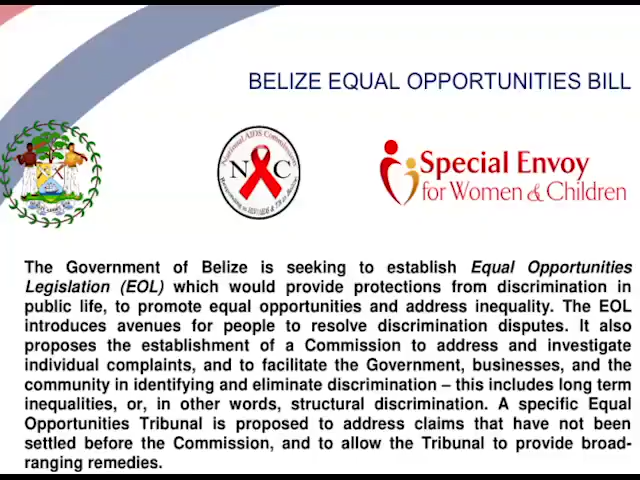 BELIZE EQUAL OPPORTUNITIES BILL
National AIDS Commission
N C
Special Envoy
for Women & Children
The Government of Belize is seeking to establish Equal Opportunities
Legislation (EOL) which would provide protections from discrimination in
public life, to promote equal opportunities and address inequality. The EOL
introduces avenues for people to resolve discrimination disputes. It also
proposes the establishment of a Commission to address and investigate
individual complaints, and to facilitate the Government, businesses, and the
community in identifying and eliminate discrimination – this includes long term
inequalities, or, in other words, structural discrimination. A specific Equal
Opportunities Tribunal is proposed to address claims that have not been
settled before the Commission, and to allow the Tribunal to provide broad-
ranging remedies.